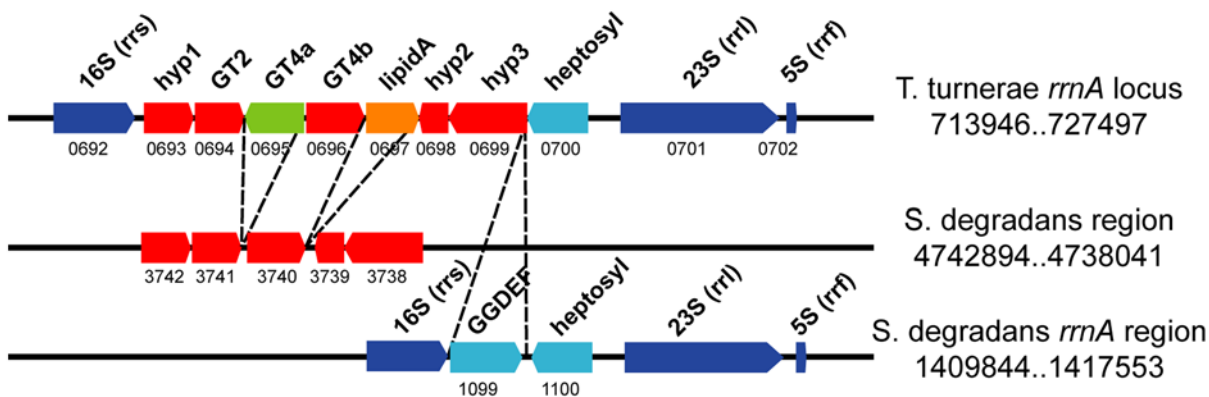 16S (rrs) hyp1 GT2 GT4a GT4b lipidA hyp2 hyp3 heptosyl 23S (rrl) 5S (rrf)
T. turnerae rrnA locus
713946..727497
0692 0693 0694 0695 0696 0697 0698 0699 0700 0701 0702
S. degradans region
4742894..4738041
3742 3741 3740 3739 3738
16S (rrs) GGDEF heptosyl 23S (rrl) 5S (rrf)
S. degradans rrnA region
1409844..1417553
1099 1100